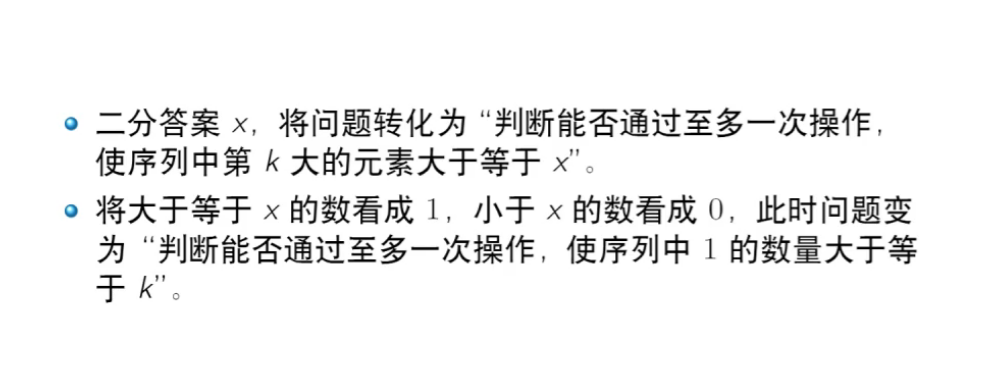 二分答案 x，将问题转化为 “判断能否通过至多一次操作，
使序列中第 k 大的元素大于等于 x”。
将大于等于 x 的数看成 1，小于 x 的数看成 0，此时问题变
为 “判断能否通过至多一次操作，使序列中 1 的数量大于等
于 k”。